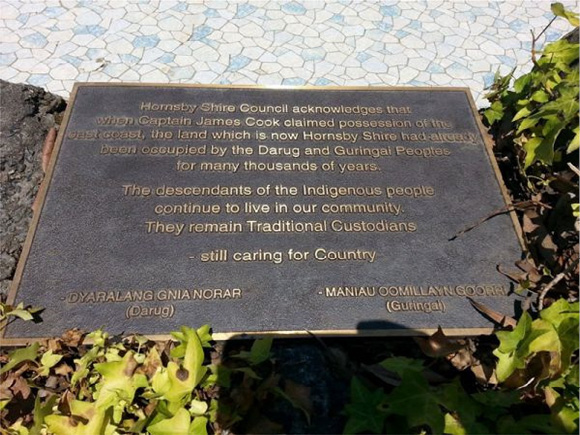 Hornsby Shire Council acknowledges that
when Captain James Cook claimed possession of the
east coast, the land which is now Hornsby Shire had already
been occupied by the Darug and Guringai Peoples
for many thousands of years.
The descendants of the Indigenous people
continue to live in our community.
They remain Traditional Custodians
- still caring for Country -
- DYARALANG GNIA NORAR - MANIAU OOMILLAYN
(Darug) (Guringai)